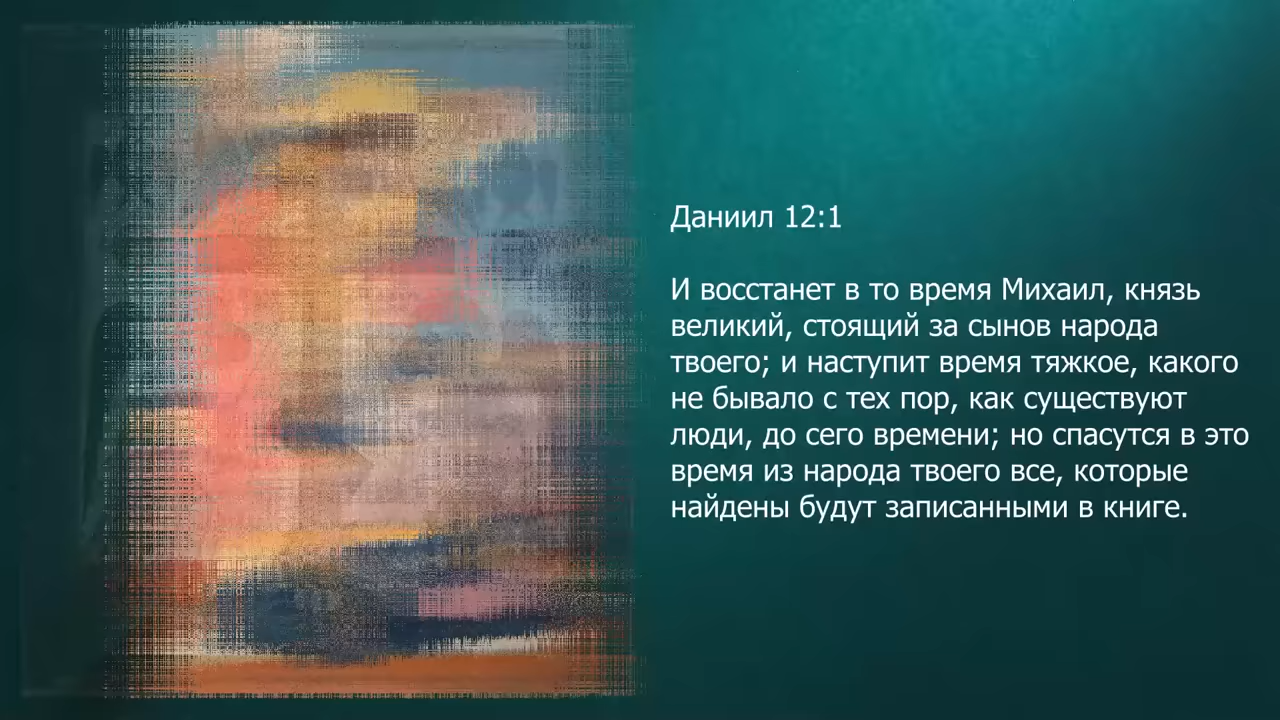 Даниил 12:1
И восстанет в то время Михаил, князь
великий, стоящий за сынов народа
твоего; и наступит время тяжкое, какого
не бывало с тех пор, как существуют
люди, до сего времени; но спасутся в это
время из народа твоего все, которые
найдены будут записанными в книге.